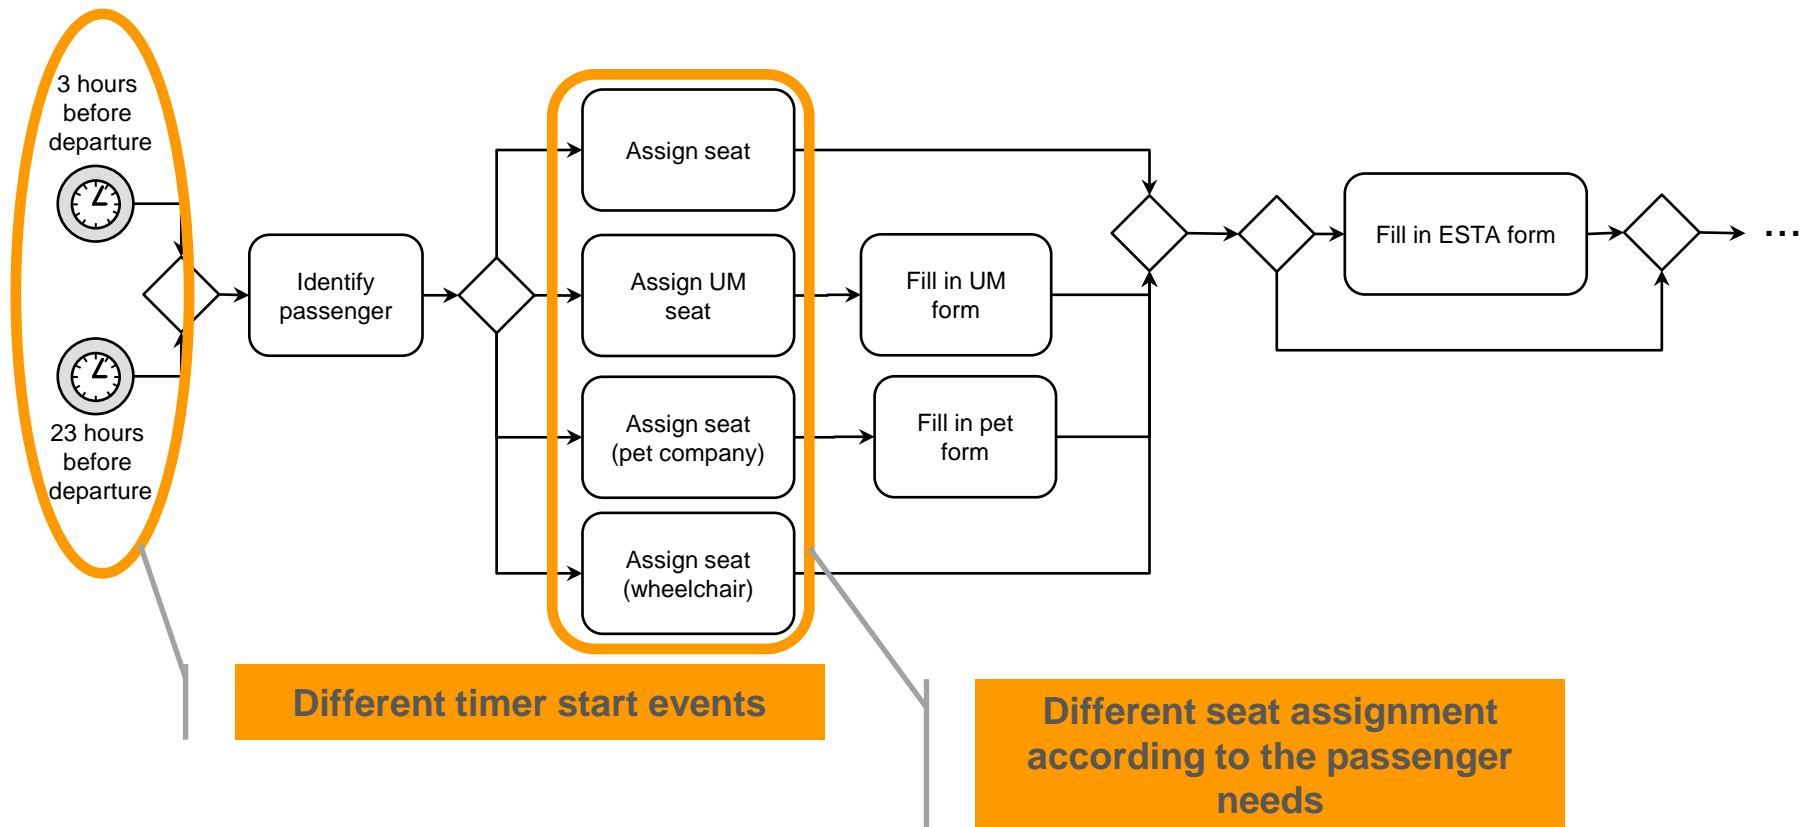 3 hours
before
departure
23 hours
before
departure
Identify
passenger
Assign seat
Assign UM
seat
Fill in UM
form
Assign seat
(pet company)
Fill in pet
form
Assign seat
(wheelchair)
Fill in ESTA form
...
Different timer start events
Different seat assignment
according to the passenger
needs